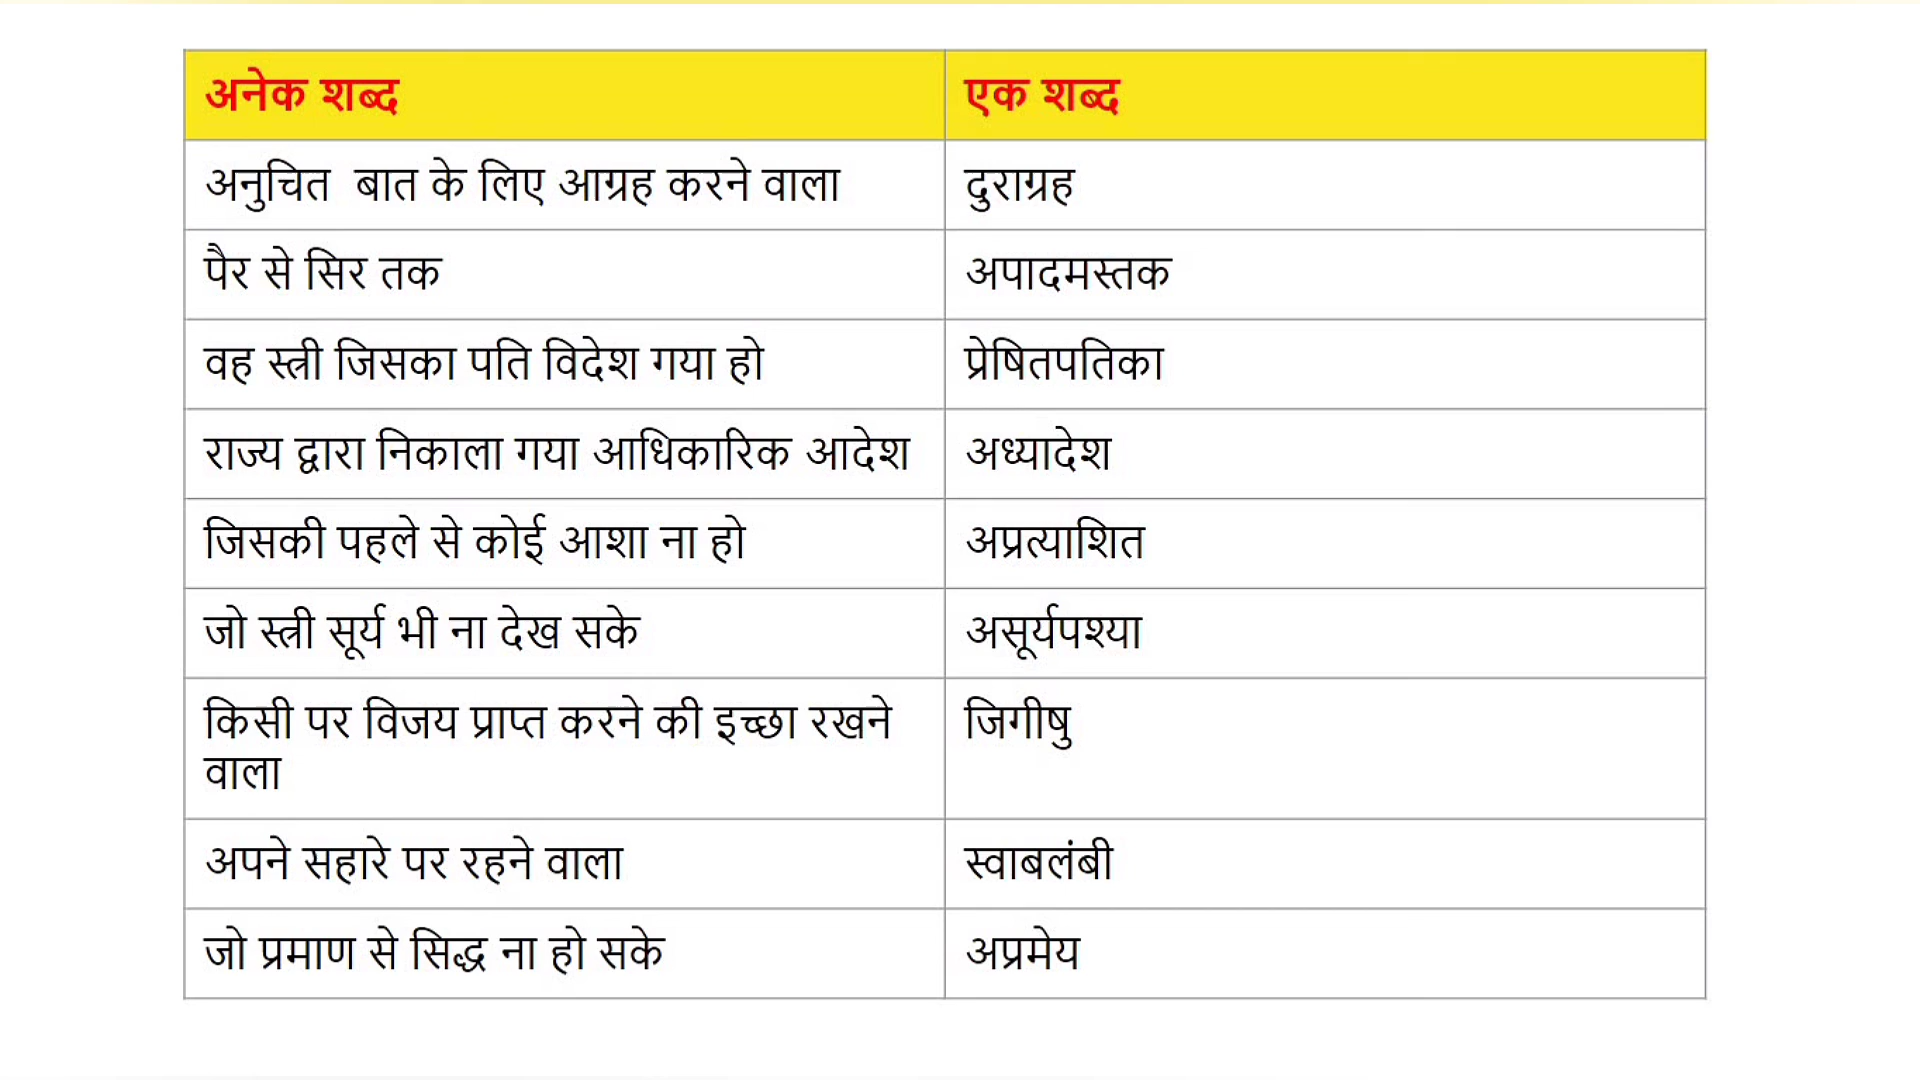 अनेक शब्द एक शब्द
अनुचित बात के लिए आग्रह करने वाला दुराग्रह
पैर से सिर तक अपादमस्तक
वह स्त्री जिसका पति विदेश गया हो प्रेषितपतिका
राज्य द्वारा निकाला गया आधिकारिक आदेश अध्यादेश
जिसकी पहले से कोई आशा ना हो अप्रत्याशित
जो स्त्री सूर्य भी ना देख सके असूर्यपश्या
किसी पर विजय प्राप्त करने की इच्छा रखने जिगीषु
वाला
अपने सहारे पर रहने वाला स्वाबलंबी
जो प्रमाण से सिद्ध ना हो सके अप्रमेय